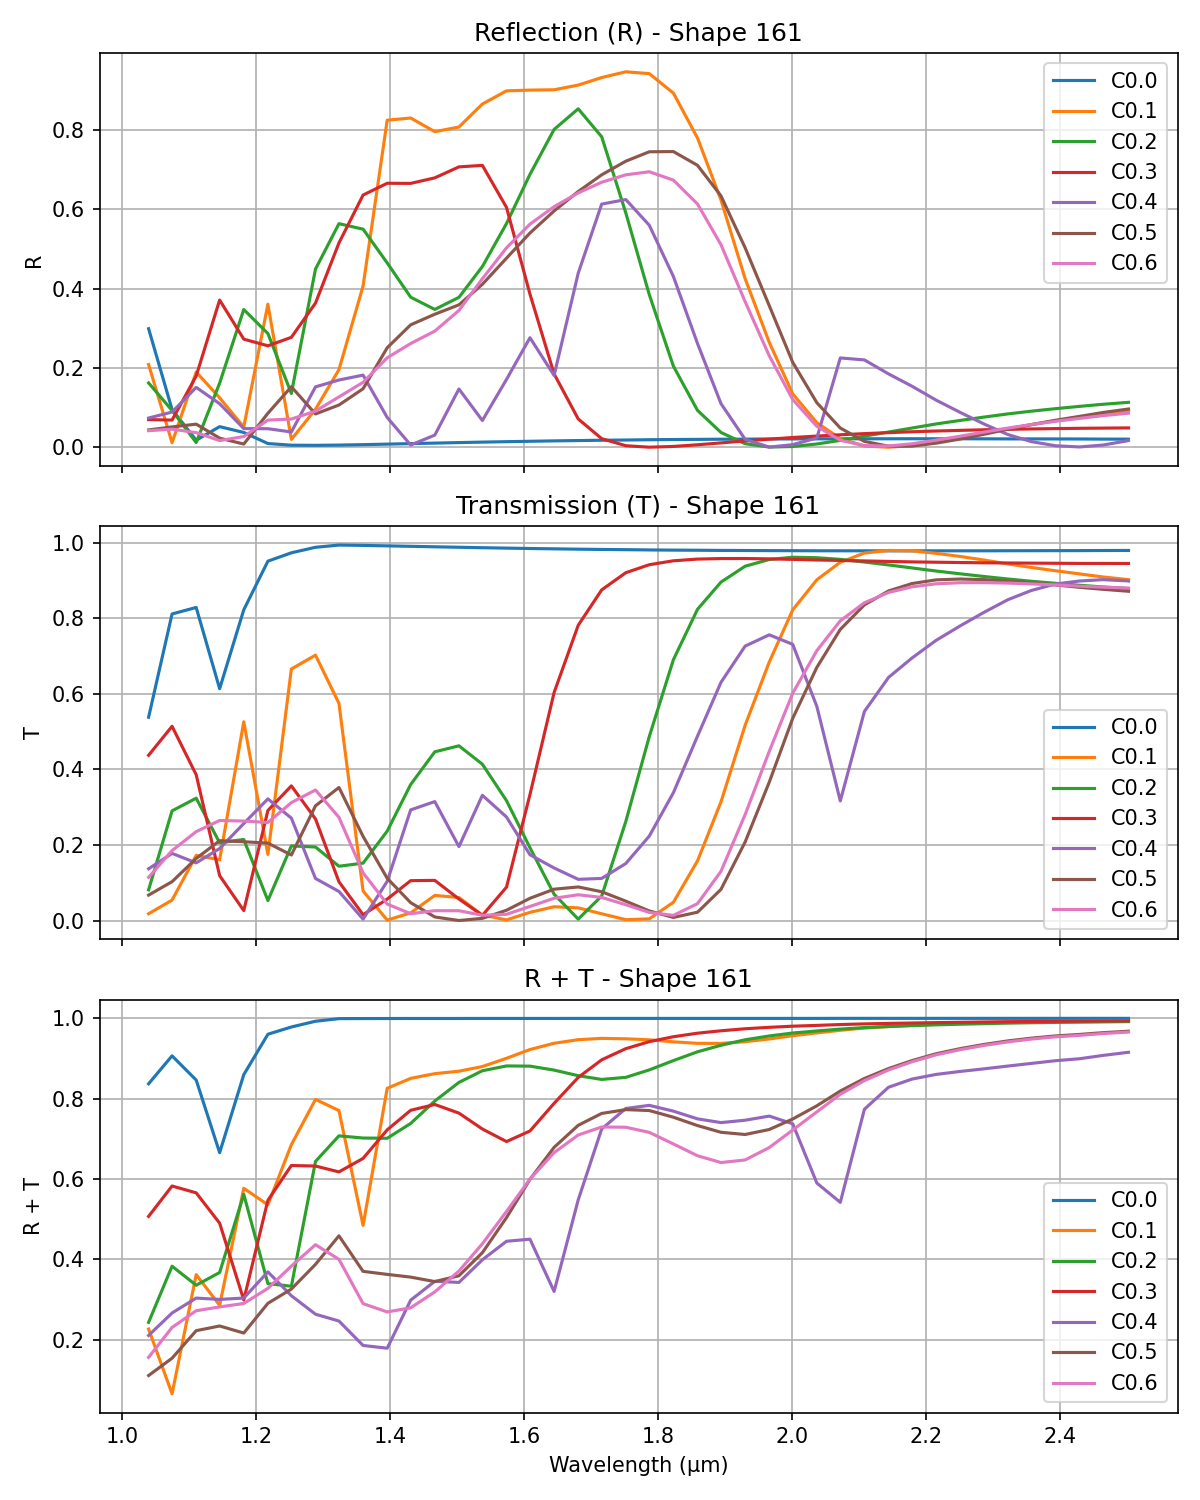 Reflection (R) - Shape 161
R
0.8
0.6
0.4
0.2
0.0
C0.0
C0.1
C0.2
C0.3
C0.4
C0.5
C0.6
Transmission (T) - Shape 161
T
1.0
0.8
0.6
0.4
0.2
0.0
C0.0
C0.1
C0.2
C0.3
C0.4
C0.5
C0.6
R + T - Shape 161
R + T
1.0
0.8
0.6
0.4
0.2
C0.0
C0.1
C0.2
C0.3
C0.4
C0.5
C0.6
1.0 1.2 1.4 1.6 1.8 2.0 2.2 2.4
Wavelength (μm)